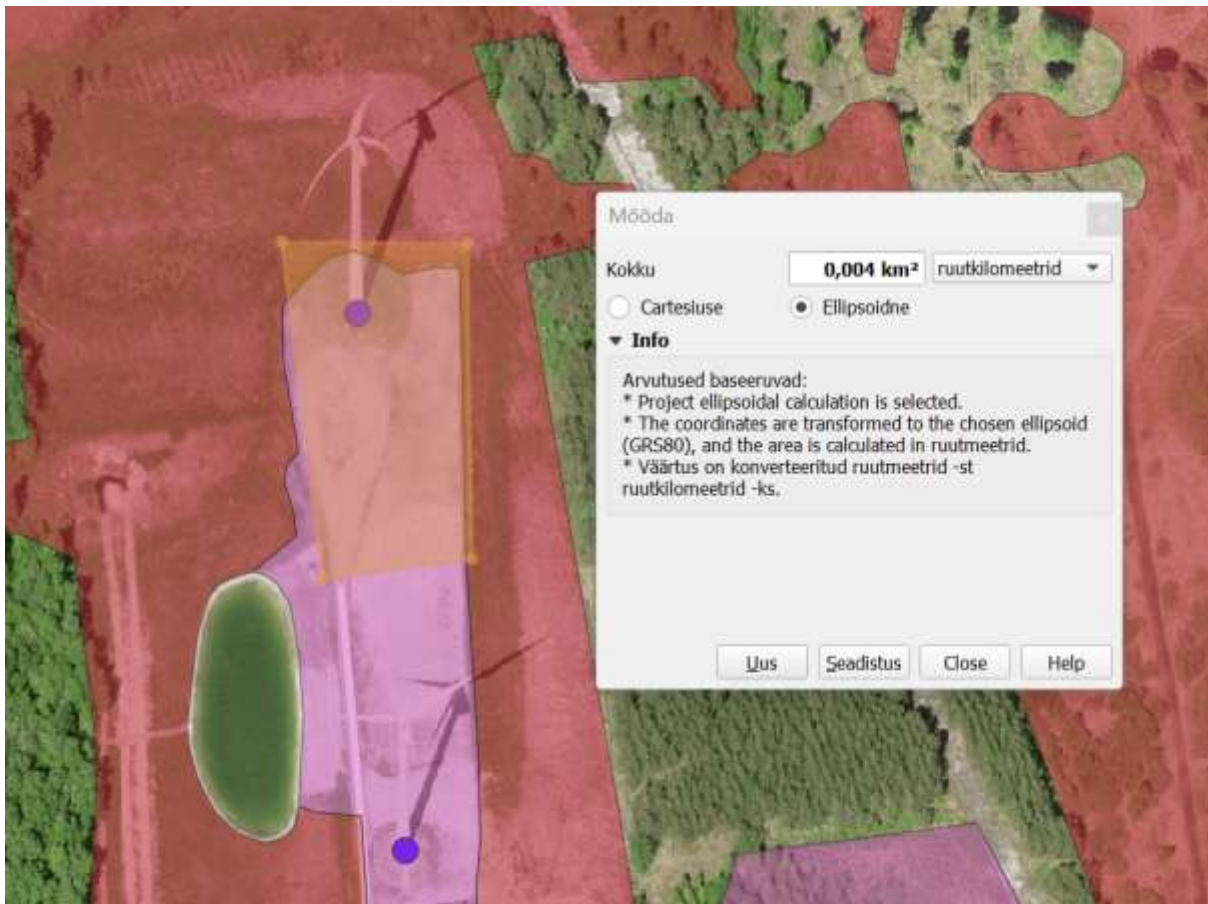 Mõõda
Kokku
0,004 km²
ruutkilomeetrid
Cartesiuse
Ellipsoidne
Info
Arvutused baseeruvad:
* Project ellipsoidal calculation is selected.
* The coordinates are transformed to the chosen ellipsoid
(GRS80), and the area is calculated in ruutmeetrid.
* Väärtus on konverteeritud ruutmeetrid -st
ruutkilomeetrid -ks.
Uus
Seadistus
Close
Help